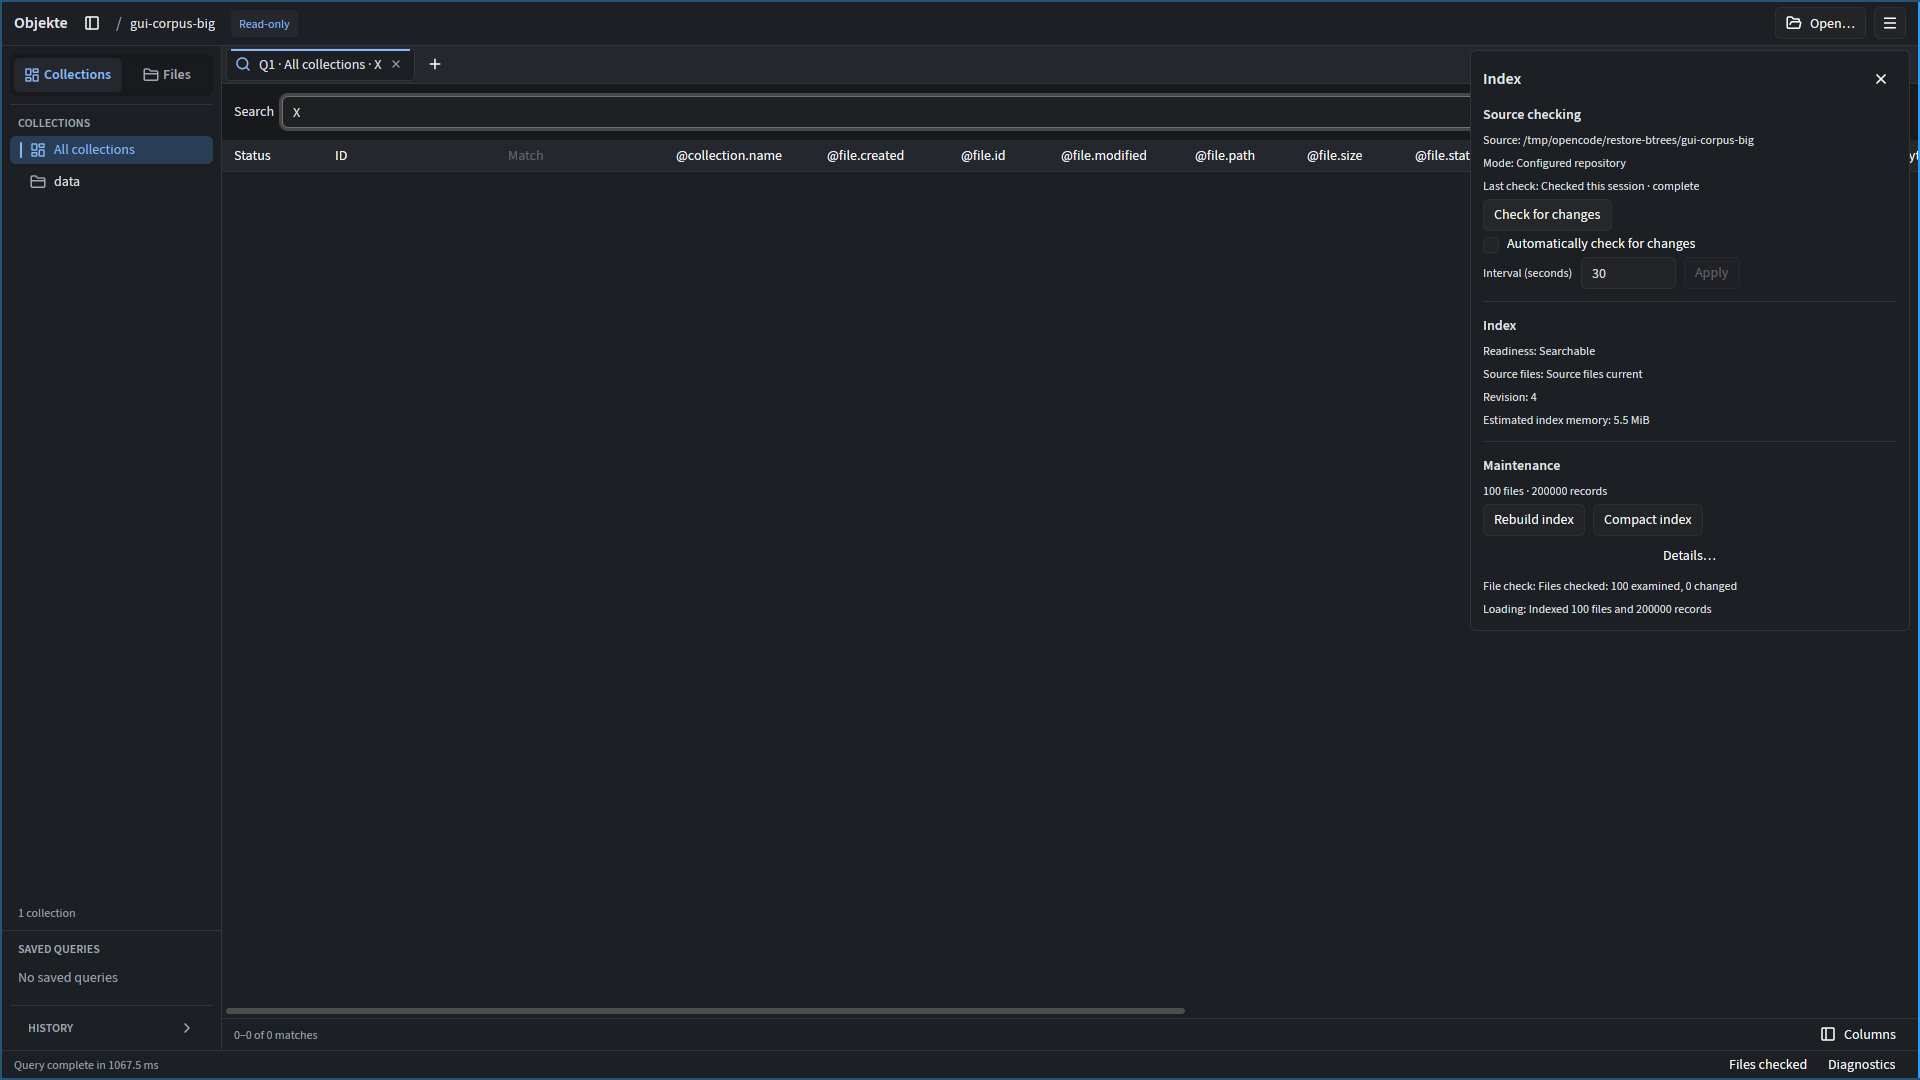 Objekte / gui-corpus-big Read-only Open…
Collections Files
COLLECTIONS
All collections
data
1 collection
SAVED QUERIES
No saved queries
HISTORY
Q1 · All collections · X
Search X
Status ID Match @collection.name @file.created @file.id @file.modified @file.path @file.size @file.stat
0–0 of 0 matches
Columns
Index
Source checking
Source: /tmp/opencode/restore-btrees/gui-corpus-big
Mode: Configured repository
Last check: Checked this session · complete
Check for changes
Automatically check for changes
Interval (seconds) 30 Apply
Index
Readiness: Searchable
Source files: Source files current
Revision: 4
Estimated index memory: 5.5 MiB
Maintenance
100 files · 200000 records
Rebuild index Compact index
Details…
File check: Files checked: 100 examined, 0 changed
Loading: Indexed 100 files and 200000 records
Query complete in 1067.5 ms
Files checked Diagnostics